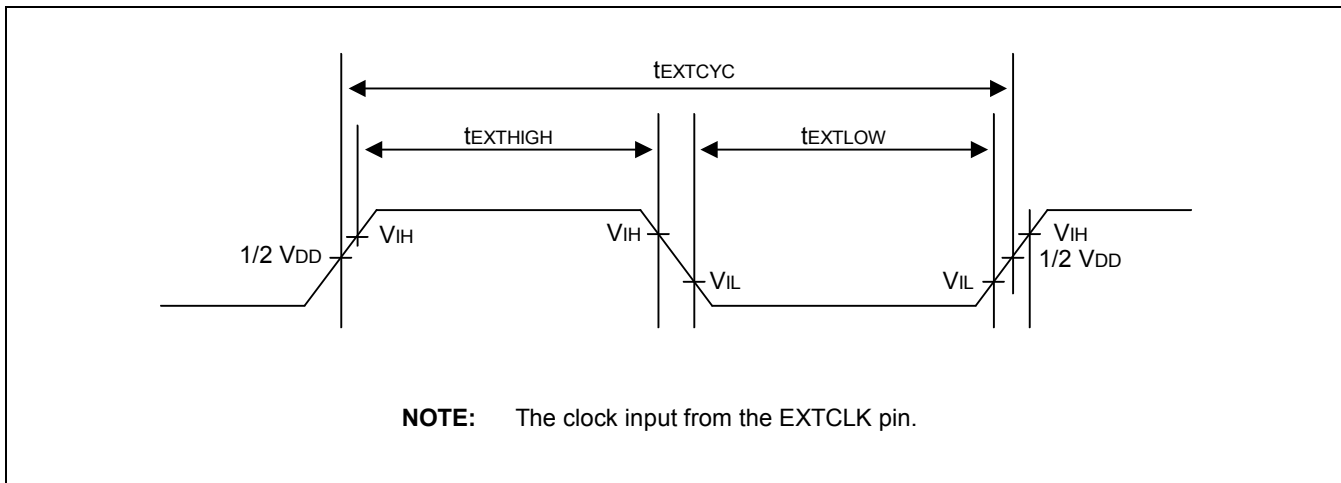 tEXTCYC
tEXTHIGH
tEXTLOW
VIH
VIH
VIH
1/2 VDD
1/2 VDD
VIL
VIL
NOTE: The clock input from the EXTCLK pin.